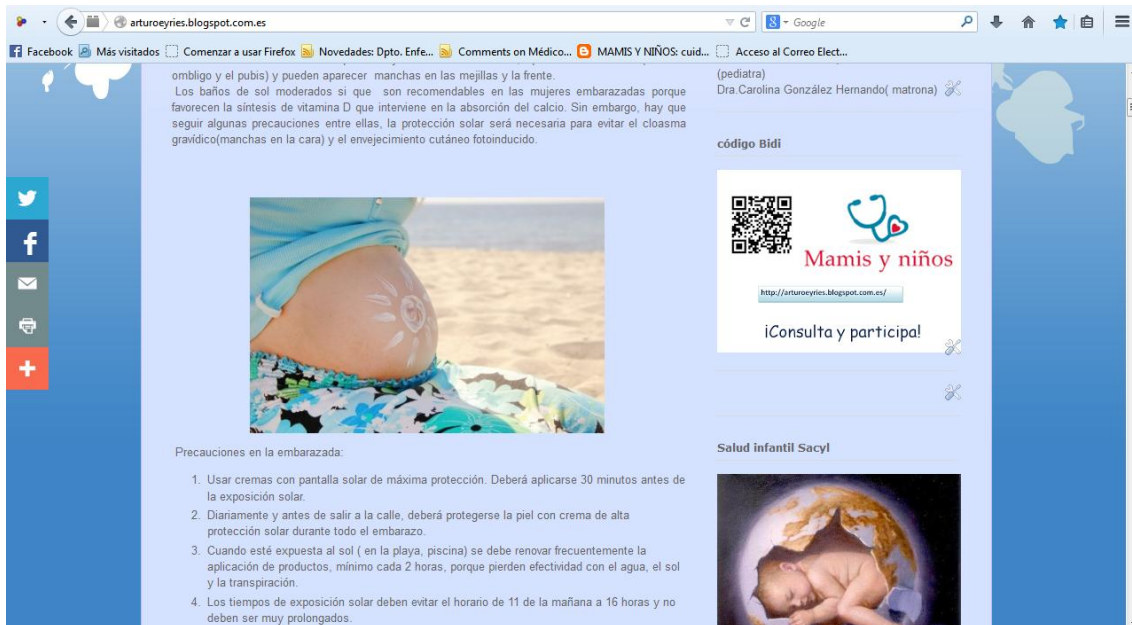 arturoeyries.blogspot.com.es
Google
Facebook Más visitados Comenzar a usar Firefox Novedades: Dpto. Enfe... Comments on Médico... MAMIS Y NIÑOS: cuid... Acceso al Correo Elect...
ombligo y el pubis) y pueden aparecer manchas en las mejillas y la frente.
Los baños de sol moderados si que son recomendables en las mujeres embarazadas porque
favorecen la síntesis de vitamina D que interviene en la absorción del calcio. Sin embargo, hay que
seguir algunas precauciones entre ellas, la protección solar será necesaria para evitar el cloasma
gravídico(manchas en la cara) y el envejecimiento cutáneo fotoinducido.
Precauciones en la embarazada:
1. Usar cremas con pantalla solar de máxima protección. Deberá aplicarse 30 minutos antes de
la exposición solar.
2. Diariamente y antes de salir a la calle, deberá protegerse la piel con crema de alta
protección solar durante todo el embarazo.
3. Cuando esté expuesta al sol ( en la playa, piscina) se debe renovar frecuentemente la
aplicación de productos, mínimo cada 2 horas, porque pierden efectividad con el agua, el sol
y la transpiración.
4. Los tiempos de exposición solar deben evitar el horario de 11 de la mañana a 16 horas y no
deben ser muy prolongados.
(pediatra)
Dra.Carolina González Hernando( matrona)
código Bidi
Mamis y niños
http://arturoeyries.blogspot.com.es/
¡Consulta y participa!
Salud infantil Sacyl